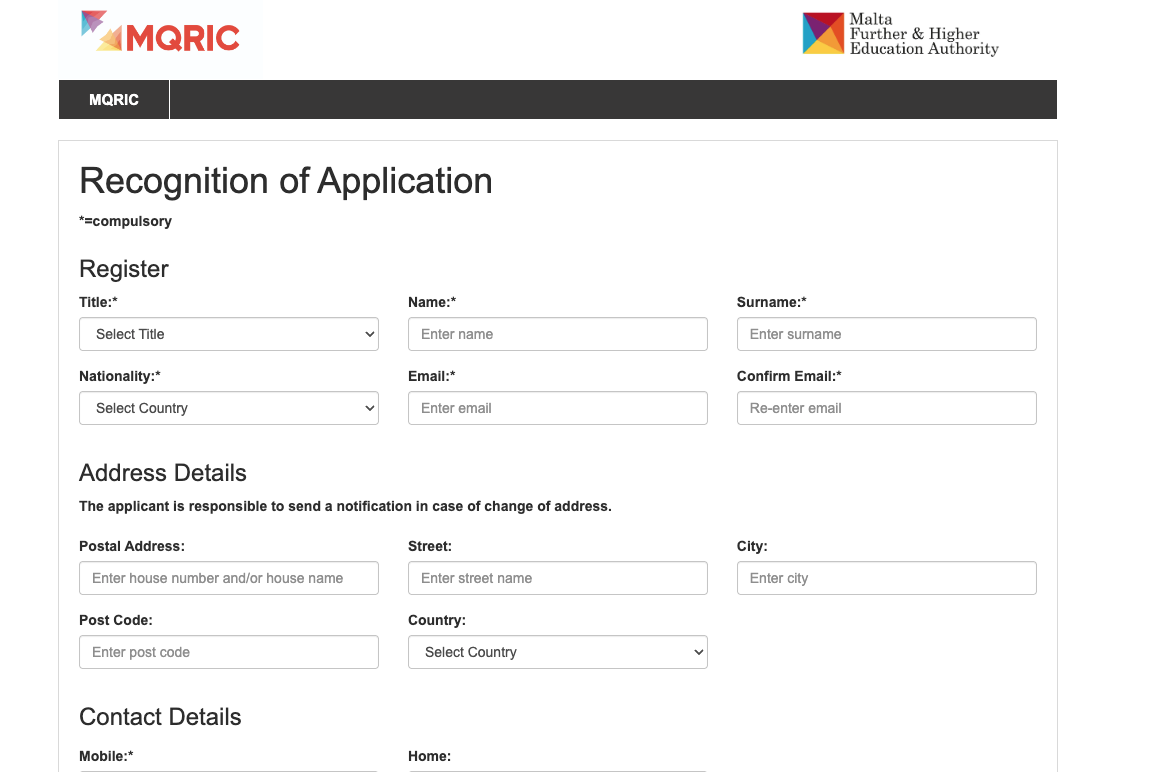 MQRIC
Malta
Further & Higher
Education Authority
MQRIC
Recognition of Application
*=compulsory
Register
Title:* Name:* Surname:*
Select Title Enter name Enter surname
Nationality:* Email:* Confirm Email:*
Select Country Enter email Re-enter email
Address Details
The applicant is responsible to send a notification in case of change of address.
Postal Address: Street: City:
Enter house number and/or house name Enter street name Enter city
Post Code: Country:
Enter post code Select Country
Contact Details
Mobile:* Home: